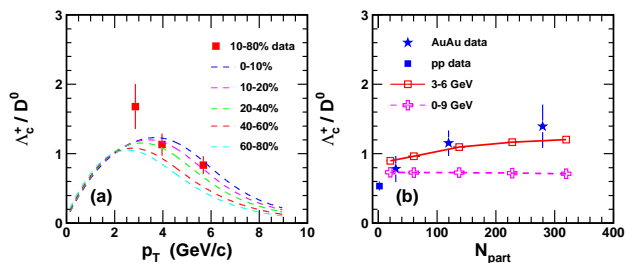 Λc+ / D0
3
2
1
0
0 2 4 6 8 10
pT (GeV/c)
(a)
10-80% data
0-10%
10-20%
20-40%
40-60%
60-80%
Λc+ / D0
3
2
1
0
0 100 200 300 400
Npart
(b)
AuAu data
pp data
3-6 GeV
0-9 GeV